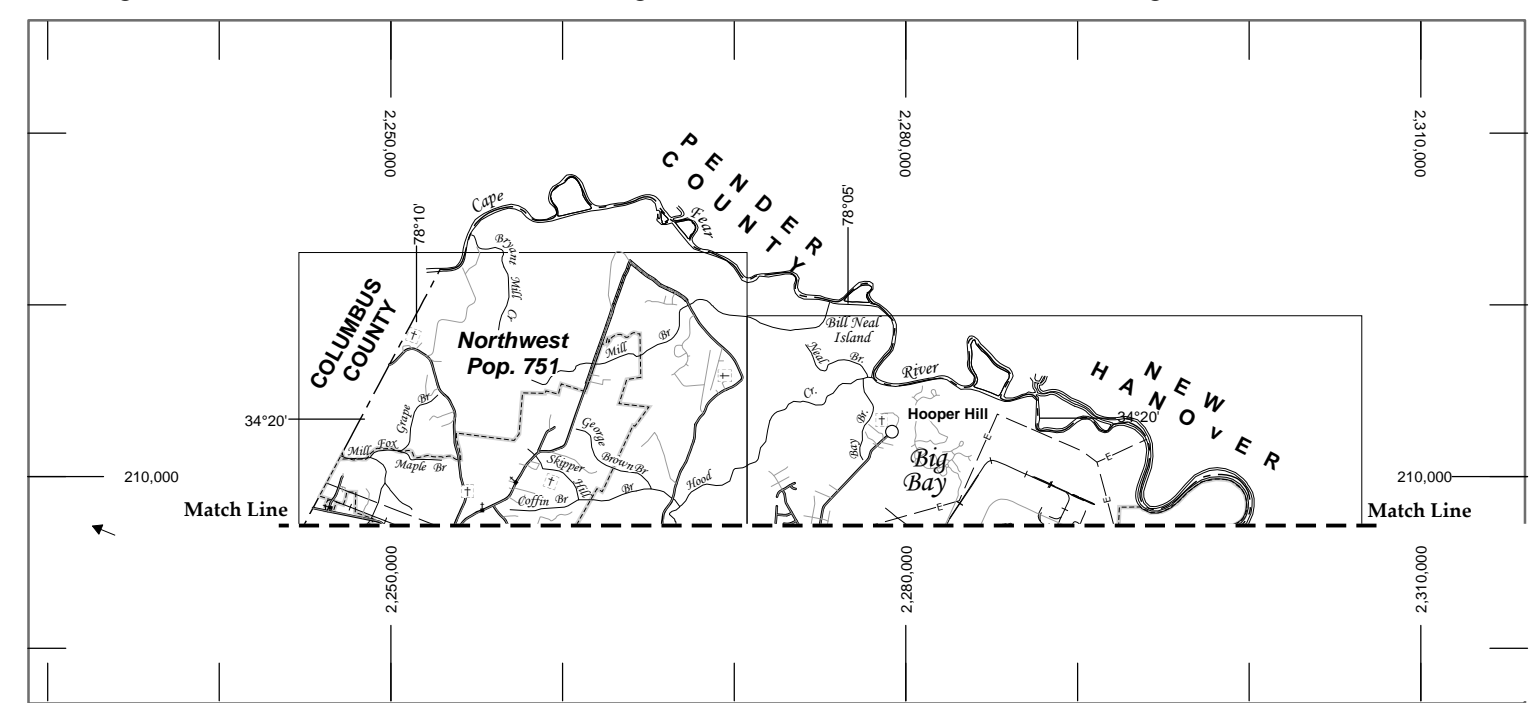 2,250,000
2,280,000
2,310,000
PENDER
COUNTY
Cape
Fear
78°10'
78°05'
Bryant
Mill
Cr
COLUMBUS
COUNTY
Northwest
Pop. 751
Mill
Br
Bill Neal
Island
Neal
Br.
River
NEW
HANOvER
Cr.
34°20'
Grape
Br
George
Brown Br
Bay
Br.
Hooper Hill
34°20'
E
Mill
Fox
Maple Br
Skipper
Hill
Coffin Br
Br
Hood
Big
Bay
E
E
E
210,000
210,000
Match Line
Match Line
2,250,000
2,280,000
2,310,000